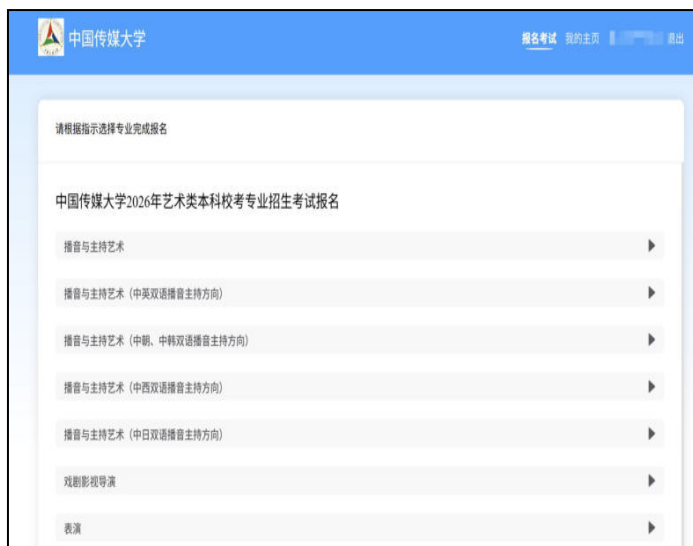 中国传媒大学
报名考试 我的主页 退出
请根据指示选择专业完成报名
中国传媒大学2026年艺术类本科校考专业招生考试报名
播音与主持艺术
播音与主持艺术（中英双语播音主持方向）
播音与主持艺术（中朝、中韩双语播音主持方向）
播音与主持艺术（中西双语播音主持方向）
播音与主持艺术（中日双语播音主持方向）
戏剧影视导演
表演